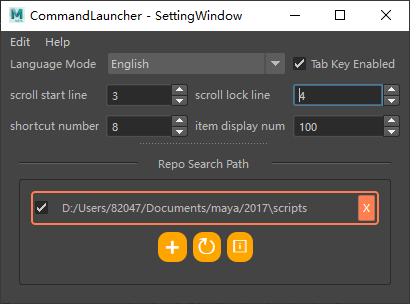 CommandLauncher - SettingWindow
Edit Help
Language Mode English Tab Key Enabled
scroll start line 3 scroll lock line 4
shortcut number 8 item display num 100
Repo Search Path
D:/Users/82047/Documents/maya/2017\scripts X